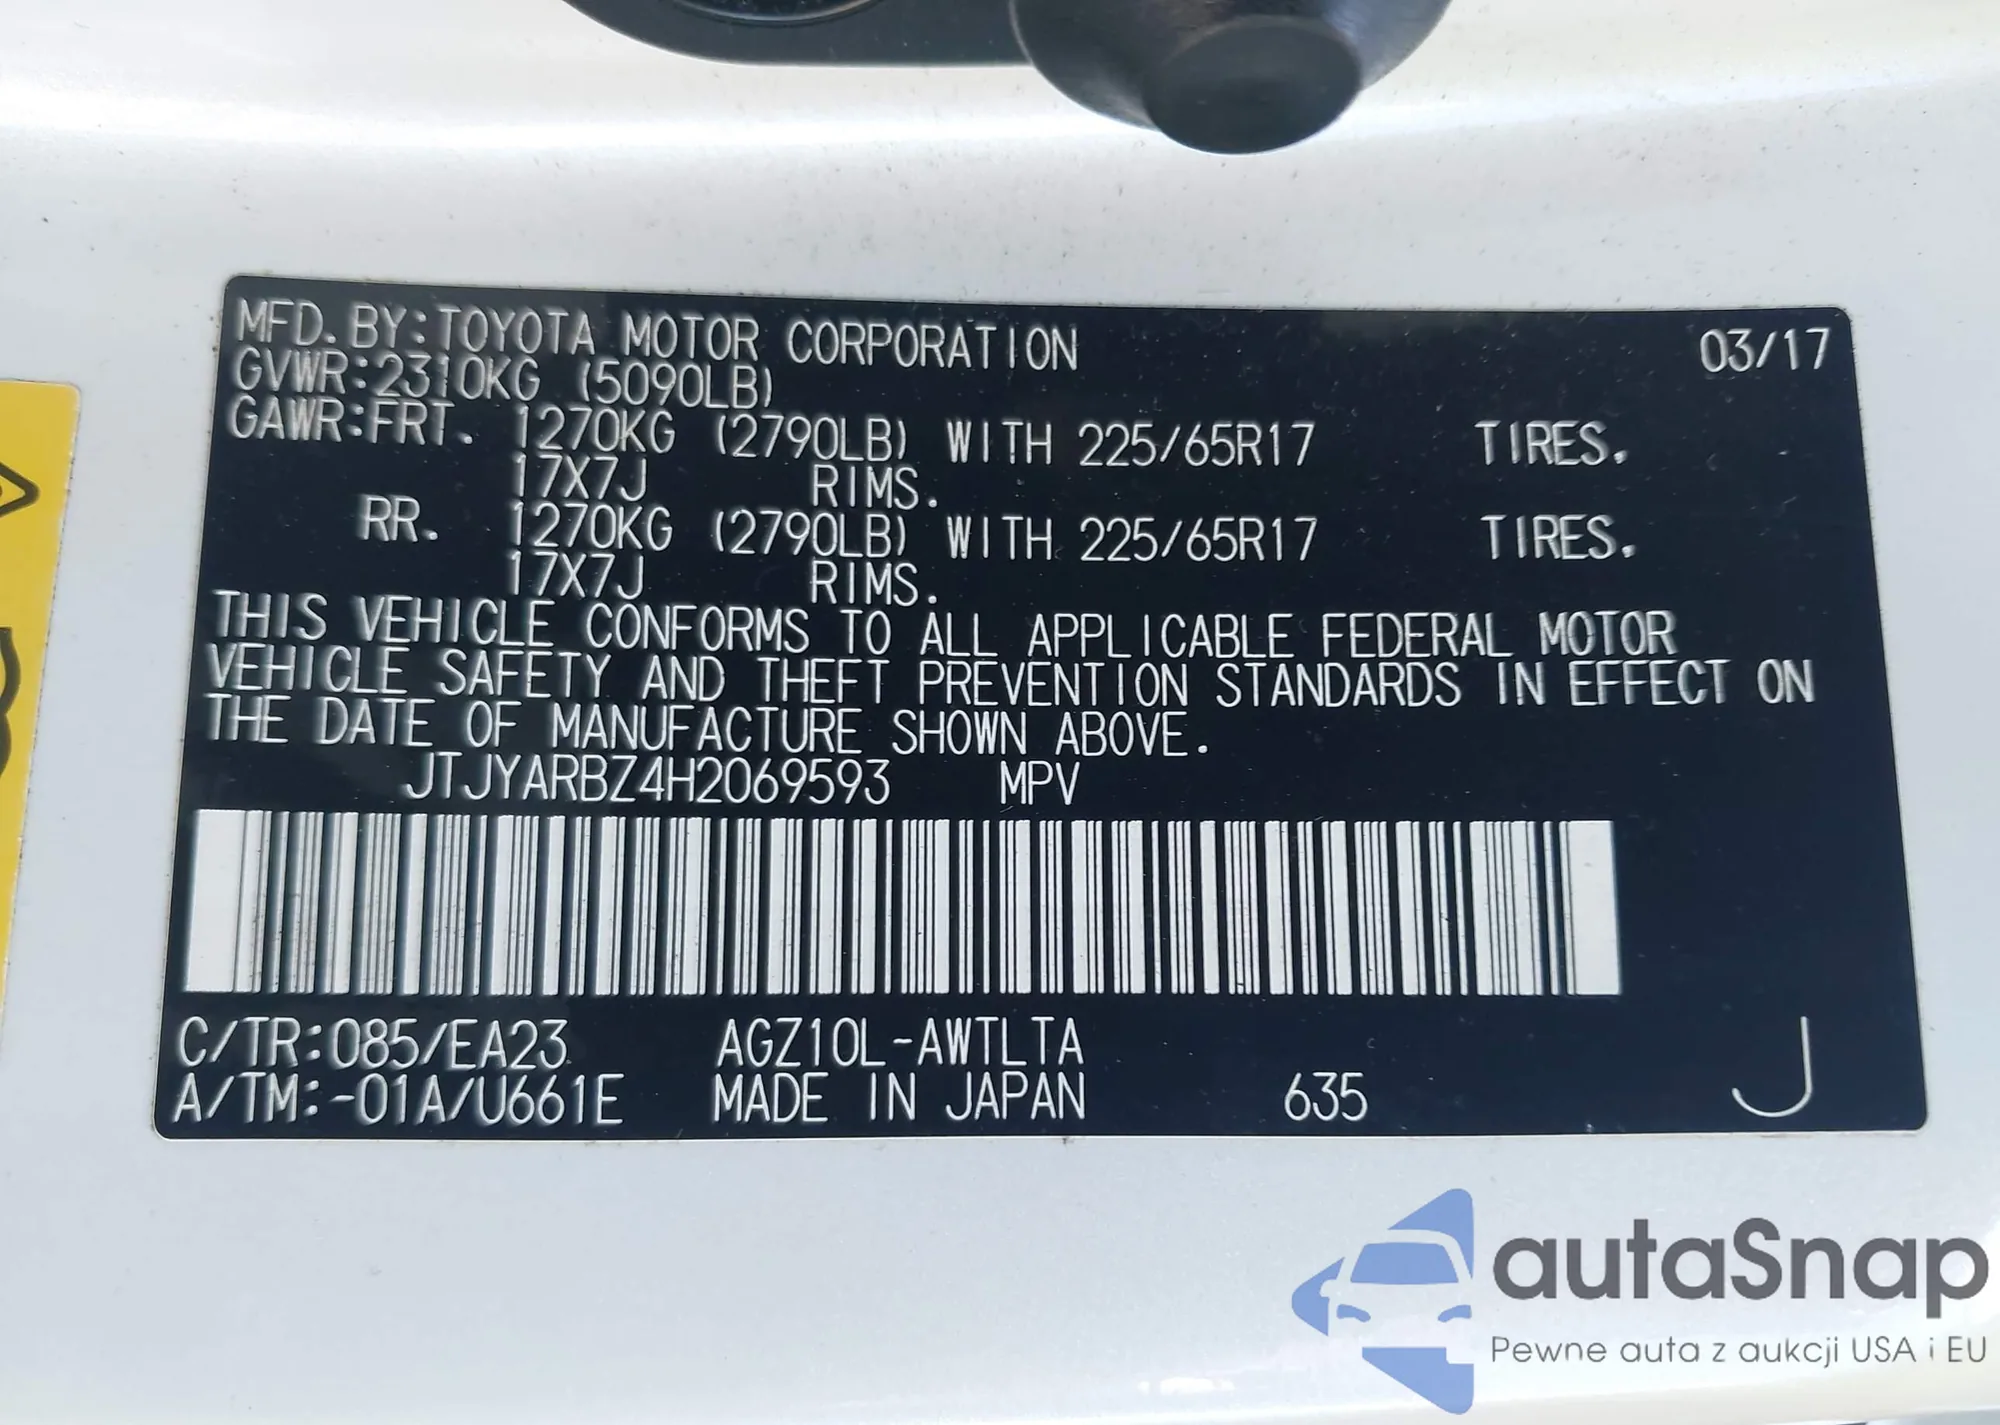 MFD. BY:TOYOTA MOTOR CORPORATION 03/17
GVWR:2310KG (5090LB)
GAWR:FRT. 1270KG (2790LB) WITH 225/65R17 TIRES.
17X7J RIMS.
RR. 1270KG (2790LB) WITH 225/65R17 TIRES.
17X7J RIMS.
THIS VEHICLE CONFORMS TO ALL APPLICABLE FEDERAL MOTOR
VEHICLE SAFETY AND THEFT PREVENTION STANDARDS IN EFFECT ON
THE DATE OF MANUFACTURE SHOWN ABOVE.
JTJYARBZ4H2069593 MPV
C/TR:085/EA23 AGZ10L-AWTLTA
A/TM:-01A/U661E MADE IN JAPAN 635 J
autaSnap
Pewne auta z aukcji USA i EU